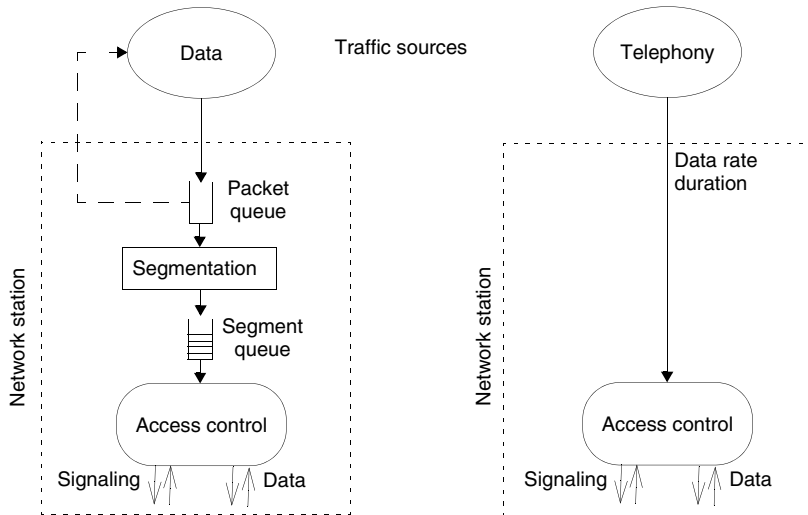 Data
Traffic sources
Telephony
Packet
queue
Segmentation
Segment
queue
Network station
Access control
Signaling
Data
Data rate
duration
Network station
Access control
Signaling
Data